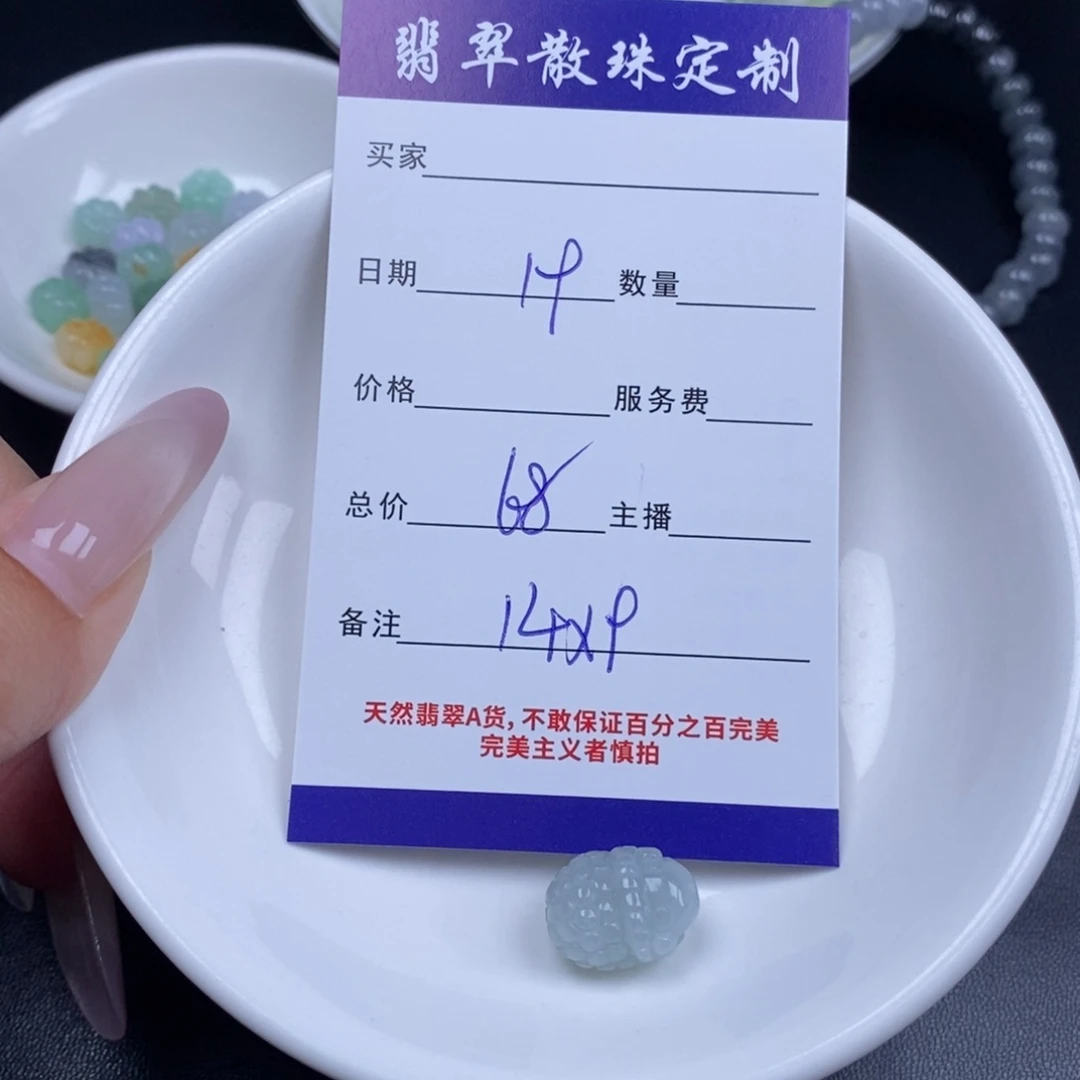 翡翠散珠定制
买家
日期 19 数量
价格 服务费
总价 68 主播
备注 14x9
天然翡翠A货,不敢保证百分之百完美
完美主义者慎拍